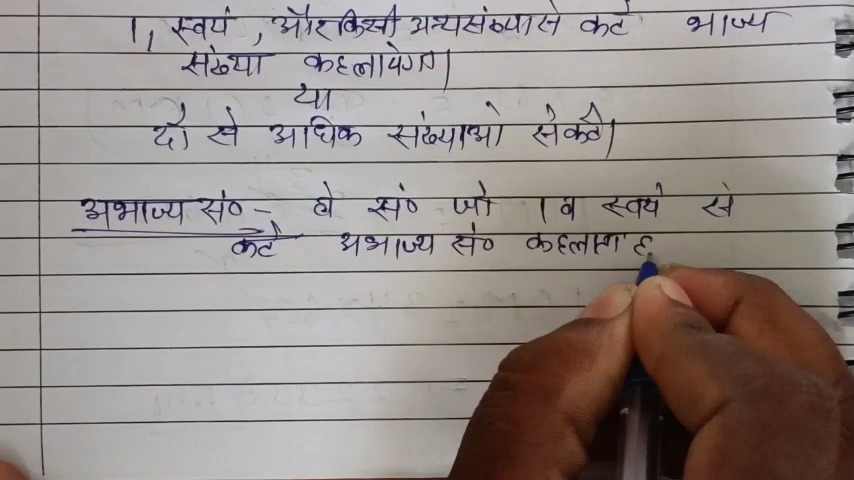 1, स्वयं, और किसी अन्य संख्या से कटे भाज्य
संख्या कहलायेगी।
या
दो से अधिक संख्याओ से कटे।
अभाज्य सं० - वो सं० जो 1 व स्वयं से
कटे अभाज्य सं० कहलाता ह